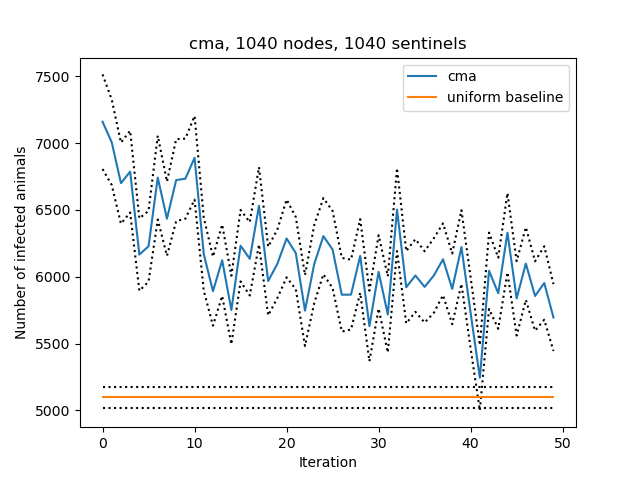 cma, 1040 nodes, 1040 sentinels
cma
uniform baseline
Number of infected animals
7500
7000
6500
6000
5500
5000
0 10 20 30 40 50
Iteration